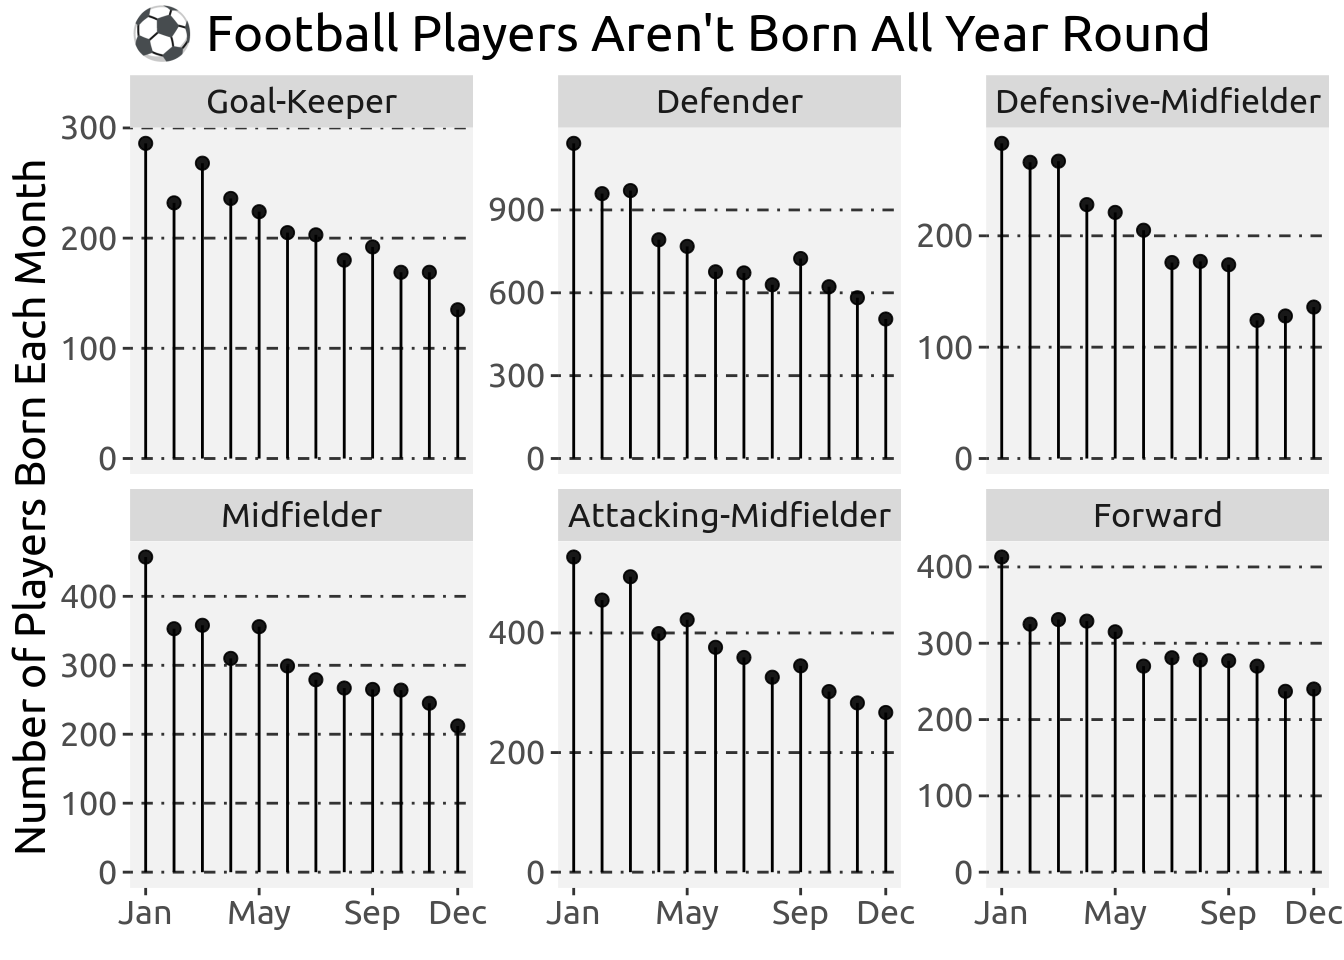 ⚽ Football Players Aren't Born All Year Round
Number of Players Born Each Month
Goal-Keeper
300
200
100
0
Defender
900
600
300
0
Defensive-Midfielder
200
100
0
Midfielder
400
300
200
100
0
Jan May Sep Dec
Attacking-Midfielder
400
200
0
Jan May Sep Dec
Forward
400
300
200
100
0
Jan May Sep Dec